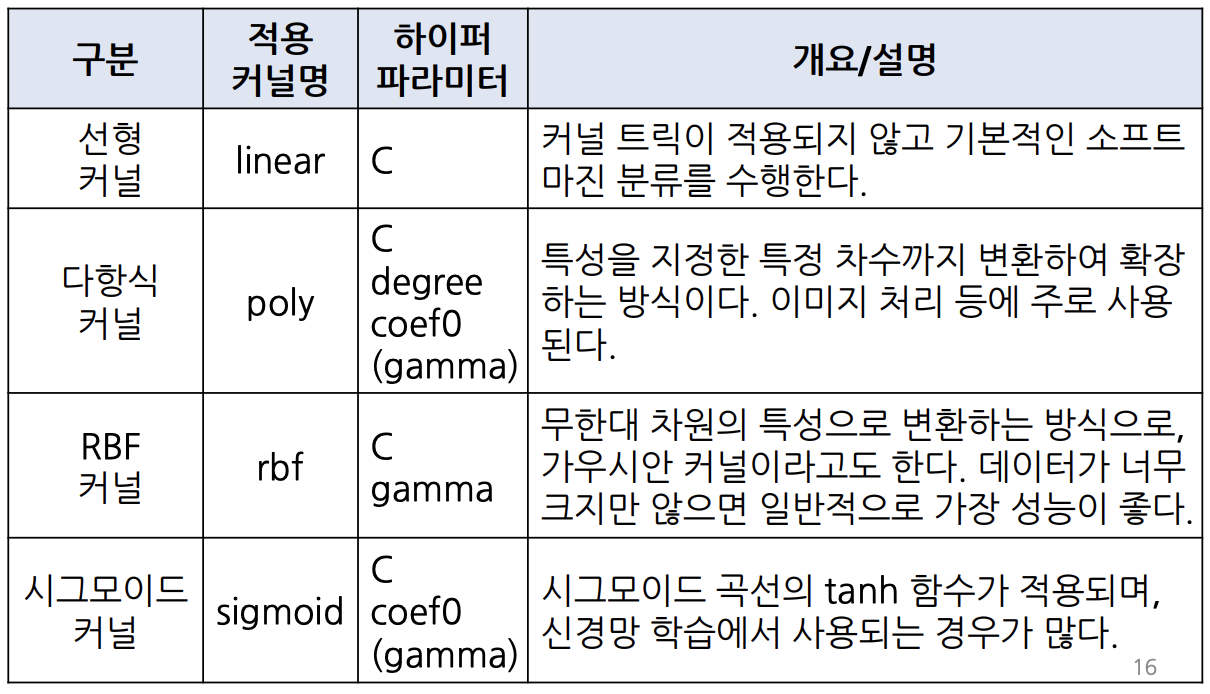 구분
적용
커널명
하이퍼
파라미터
개요/설명
선형
커널
linear
C
커널 트릭이 적용되지 않고 기본적인 소프트
마진 분류를 수행한다.
다항식
커널
poly
C
degree
coef0
(gamma)
특성을 지정한 특정 차수까지 변환하여 확장
하는 방식이다. 이미지 처리 등에 주로 사용
된다.
RBF
커널
rbf
C
gamma
무한대 차원의 특성으로 변환하는 방식으로,
가우시안 커널이라고도 한다. 데이터가 너무
크지만 않으면 일반적으로 가장 성능이 좋다.
시그모이드
커널
sigmoid
C
coef0
(gamma)
시그모이드 곡선의 tanh 함수가 적용되며,
신경망 학습에서 사용되는 경우가 많다.
16